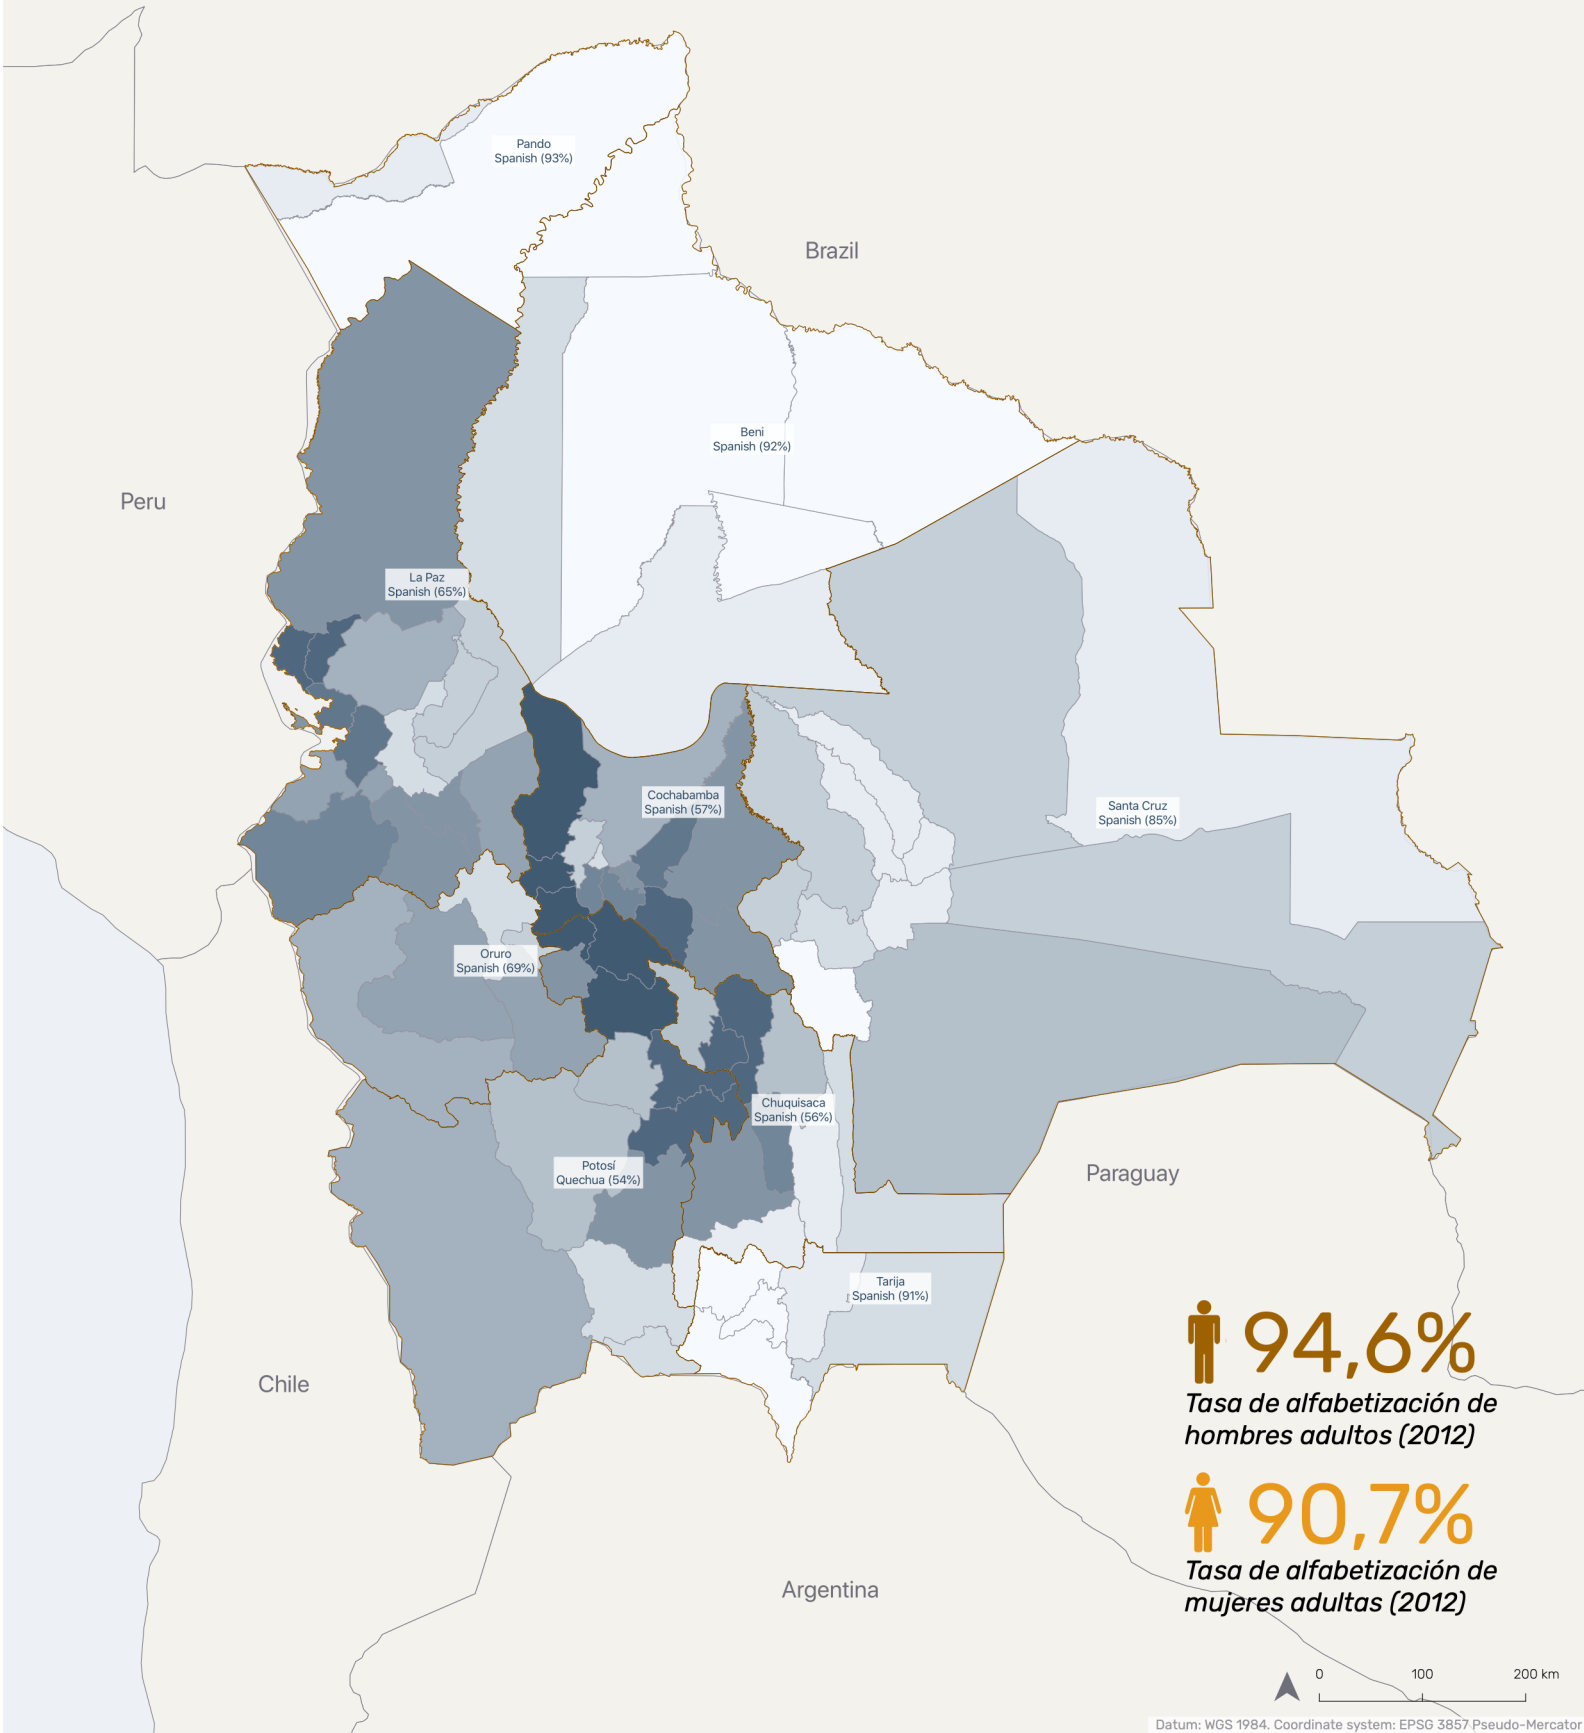 Pando
Spanish (93%)
Brazil
Beni
Spanish (92%)
Peru
La Paz
Spanish (65%)
Cochabamba
Spanish (57%)
Santa Cruz
Spanish (85%)
Oruro
Spanish (69%)
Chuquisaca
Spanish (56%)
Potosí
Quechua (54%)
Paraguay
Tarija
Spanish (91%)
Chile
94,6%
Tasa de alfabetización de
hombres adultos (2012)
90,7%
Tasa de alfabetización de
mujeres adultas (2012)
Argentina
0 100 200 km
Datum: WGS 1984. Coordinate system: EPSG 3857 Pseudo-Mercator